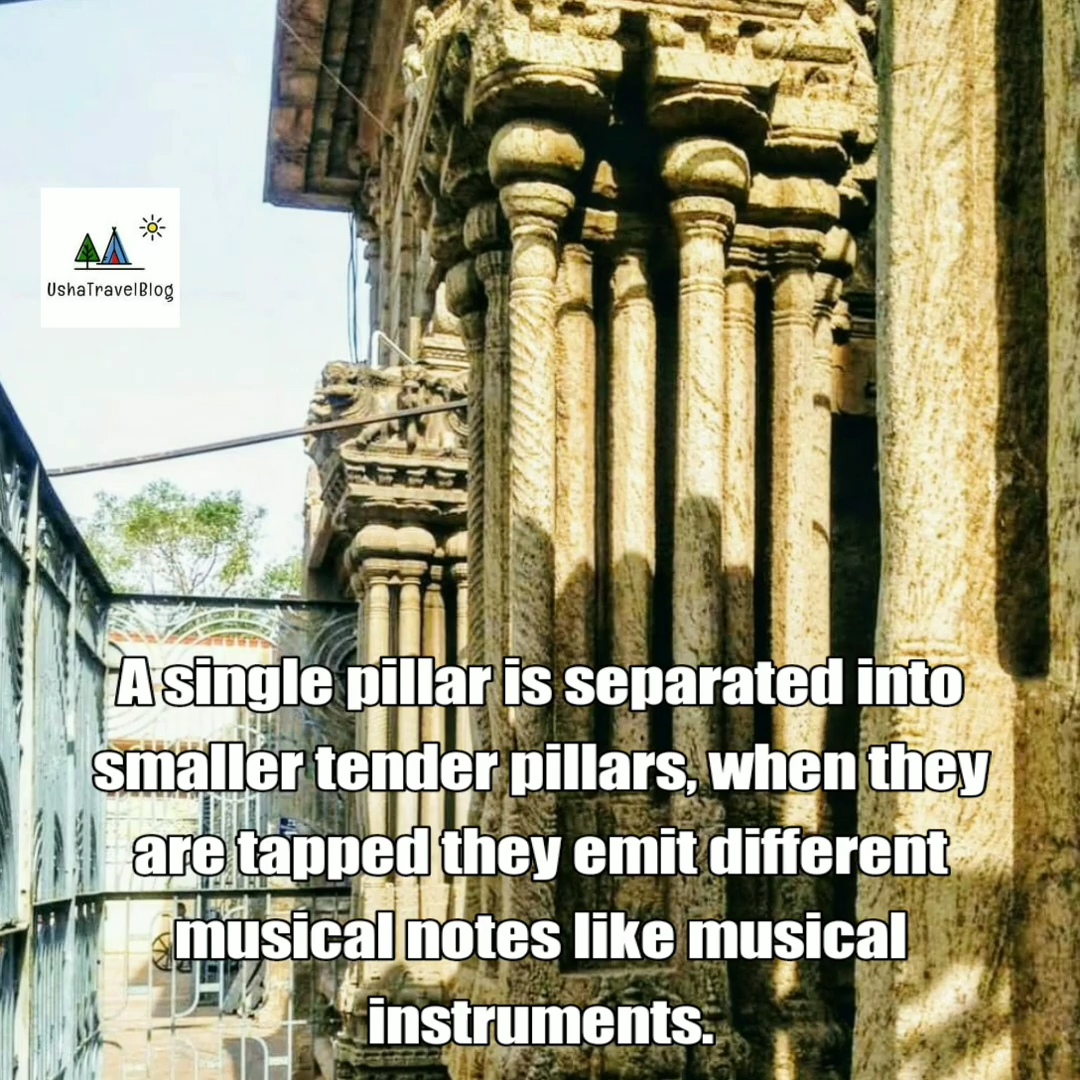 UshaTravelBlog
A single pillar is separated into
smaller tender pillars, when they
are tapped they emit different
musical notes like musical
instruments.